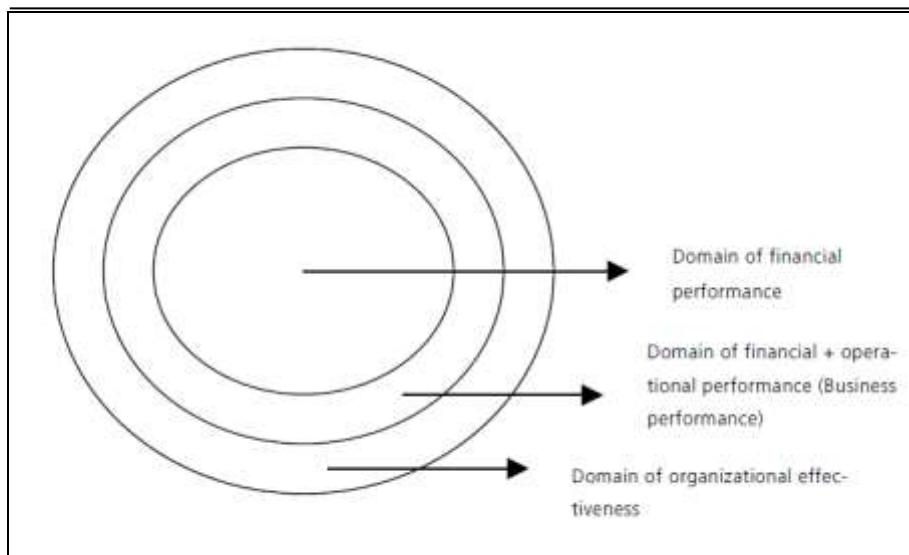 Domain of financial
performance
Domain of financial + opera-
tional performance (Business
performance)
Domain of organizational effec-
tiveness